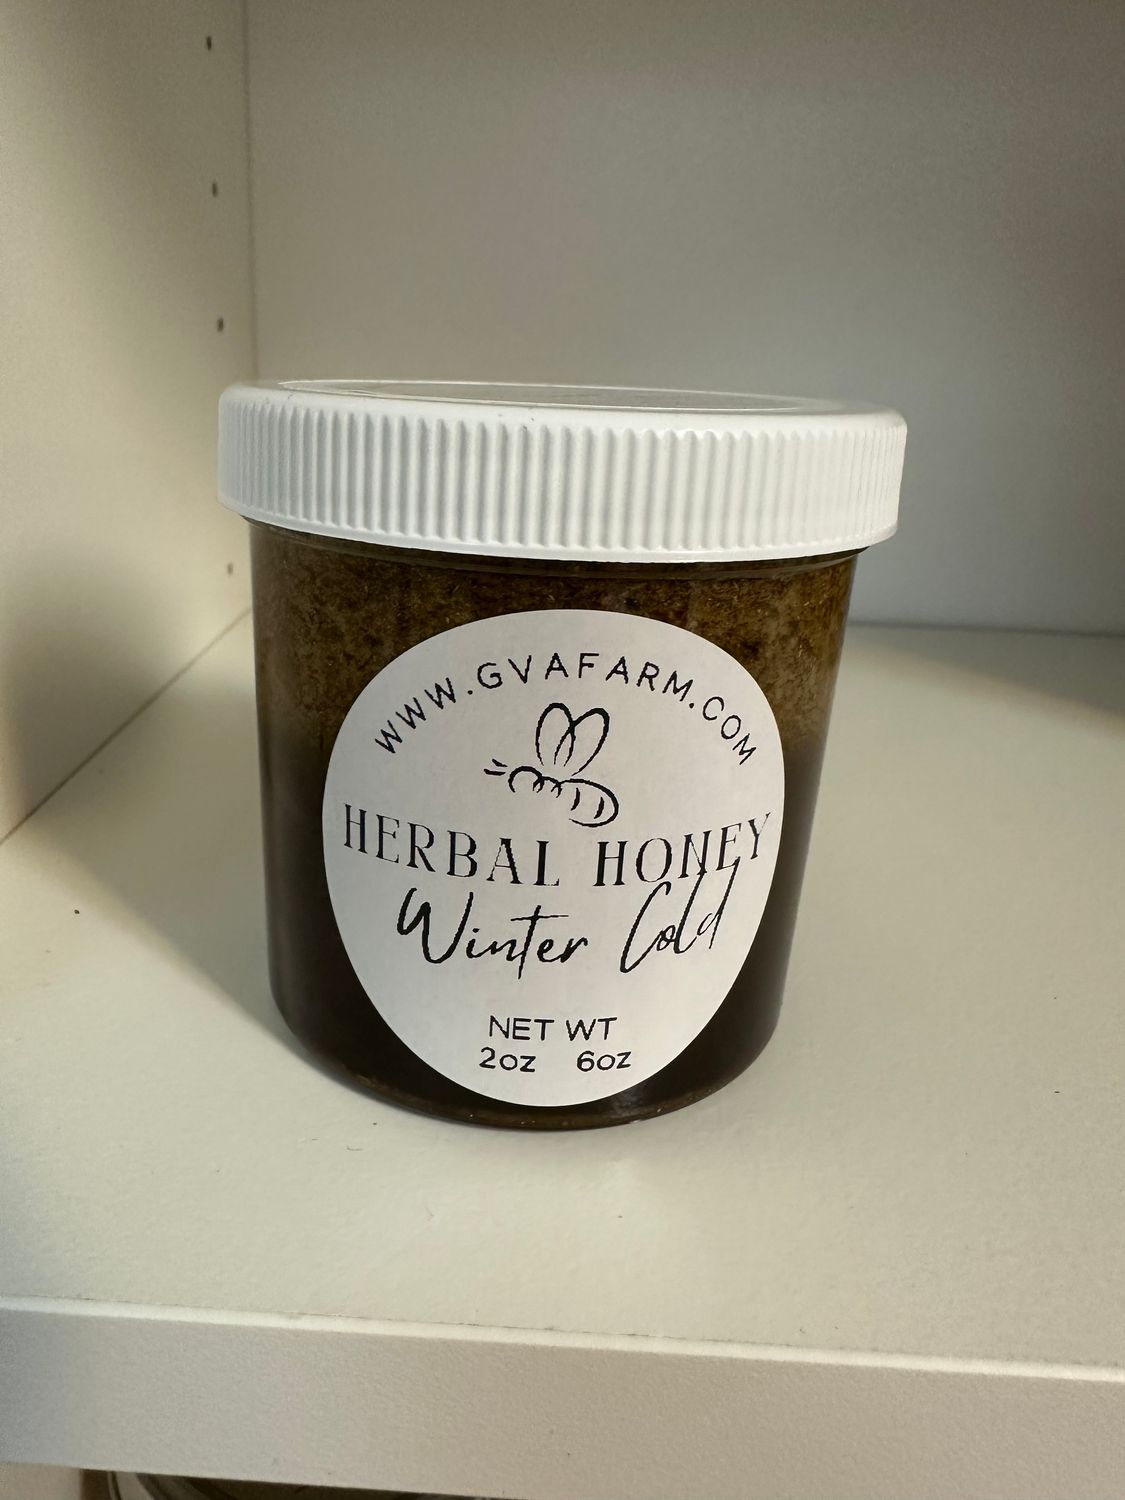 WWW.GVAFARM.COM
HERBAL HONEY
Winter Cold
NET WT
2oz 6oz